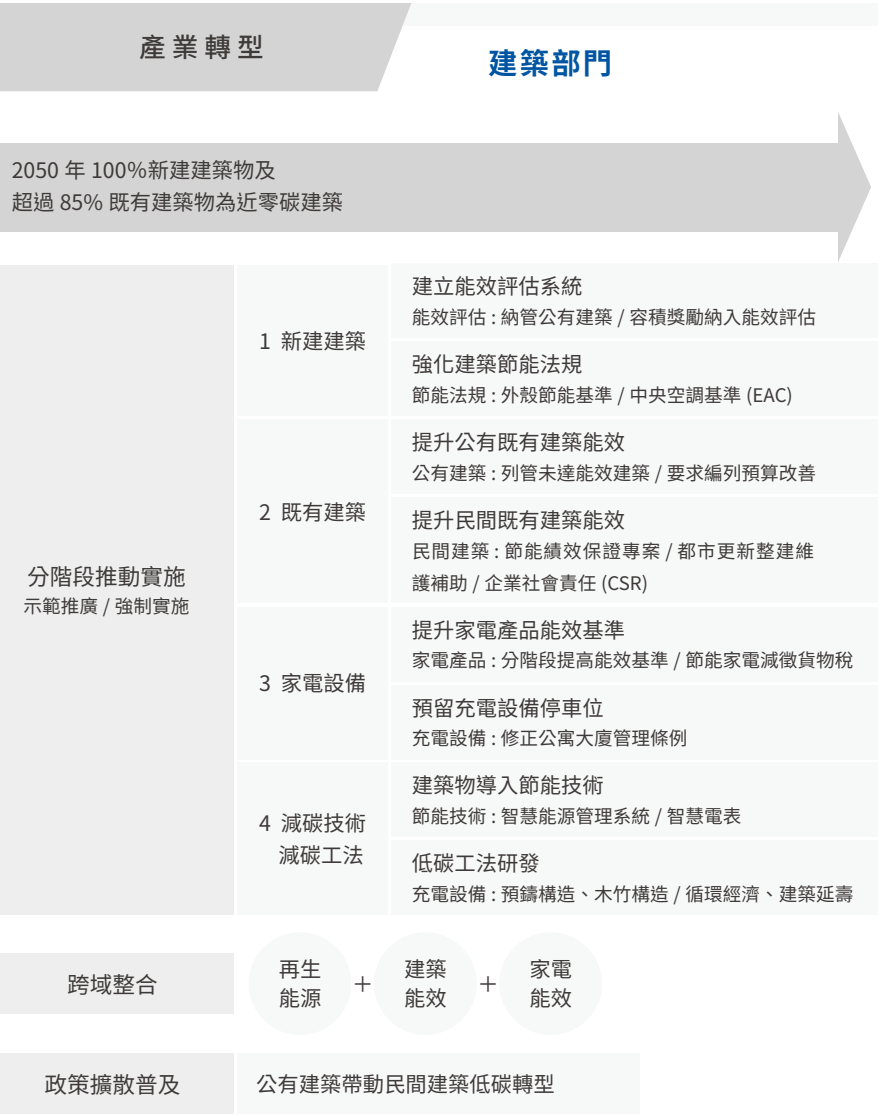 產業轉型
建築部門
2050 年 100%新建建築物及
超過 85% 既有建築物為近零碳建築
分階段推動實施
示範推廣 / 強制實施
1 新建建築
建立能效評估系統
能效評估 : 納管公有建築 / 容積獎勵納入能效評估
強化建築節能法規
節能法規 : 外殼節能基準 / 中央空調基準 (EAC)
2 既有建築
提升公有既有建築能效
公有建築 : 列管未達能效建築 / 要求編列預算改善
提升民間既有建築能效
民間建築 : 節能績效保證專案 / 都市更新整建維
護補助 / 企業社會責任 (CSR)
3 家電設備
提升家電產品能效基準
家電產品 : 分階段提高能效基準 / 節能家電減徵貨物稅
預留充電設備停車位
充電設備 : 修正公寓大廈管理條例
4 減碳技術
減碳工法
建築物導入節能技術
節能技術 : 智慧能源管理系統 / 智慧電表
低碳工法研發
充電設備 : 預鑄構造、木竹構造 / 循環經濟、建築延壽
跨域整合
再生
能源
+
建築
能效
+
家電
能效
政策擴散普及
公有建築帶動民間建築低碳轉型